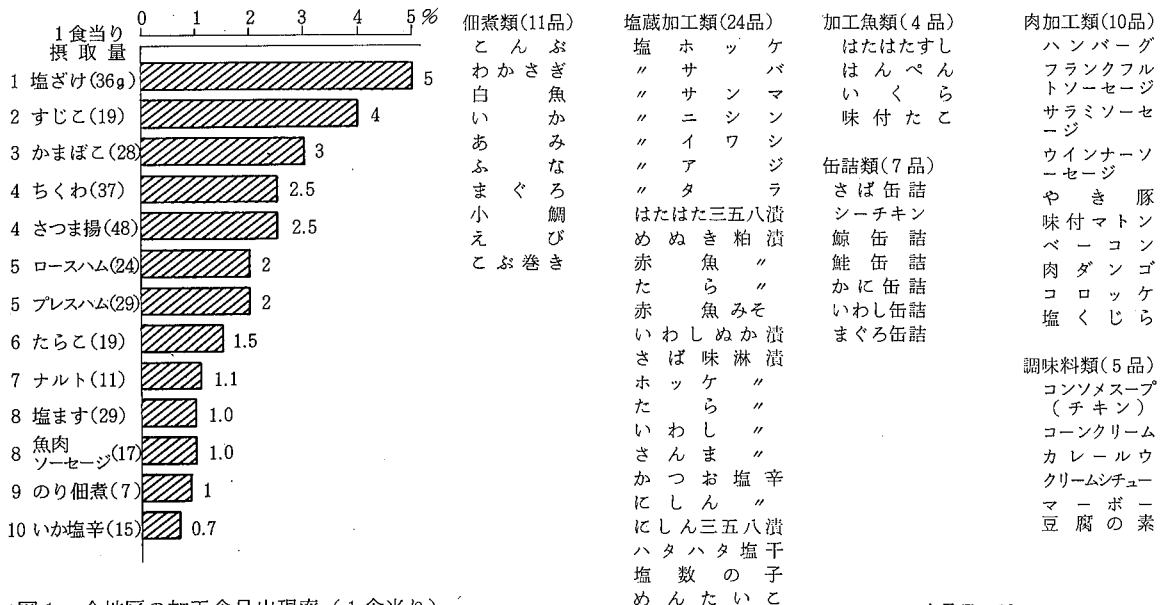 0 1 2 3 4 5 %
1食当り
摂取量
1 塩ざけ(36g) 5
2 すじこ(19) 4
3 かまぼこ(28) 3
4 ちくわ(37) 2.5
4 さつま揚(48) 2.5
5 ロースハム(24) 2
5 プレスハム(29) 2
6 たらこ(19) 1.5
7 ナルト(11) 1.1
8 塩ます(29) 1.0
8 魚肉ソーセージ(17) 1.0
9 のり佃煮(7) 1
10 いか塩辛(15) 0.7
佃煮類(11品)
こんぶ
わかさぎ
白魚
いか
あみ
ふな
まぐろ
小鯛
えび
こぶ巻き
塩蔵加工類(24品)
塩ホッケ
〃サバ
〃サンマ
〃ニシン
〃イワシ
〃アジ
〃タラ
はたはた三五八漬
めぬき粕漬
赤魚〃
たら〃
赤魚みそ
いわしぬか漬
さば味淋漬
ホッケ〃
たら〃
いわし〃
さんま〃
かつお塩辛
にしん〃
にしん三五八漬
ハタハタ塩干
塩数の子
めんたいこ
加工魚類(4品)
はたはたすし
はんぺん
いくら
味付たこ
缶詰類(7品)
さば缶詰
シーチキン
鯨缶詰
鮭缶詰
かに缶詰
いわし缶詰
まぐろ缶詰
肉加工類(10品)
ハンバーグ
フランクフル
トソーセージ
サラミソーセ
ージ
ウインナーソ
ーセージ
やき豚
味付マトン
ベーコン
肉ダンゴ
コロッケ
塩くじら
調味料類(5品)
コンソメスープ
(チキン)
コーンクリーム
カレールウ
クリームシチュー
マーボー
豆腐の素